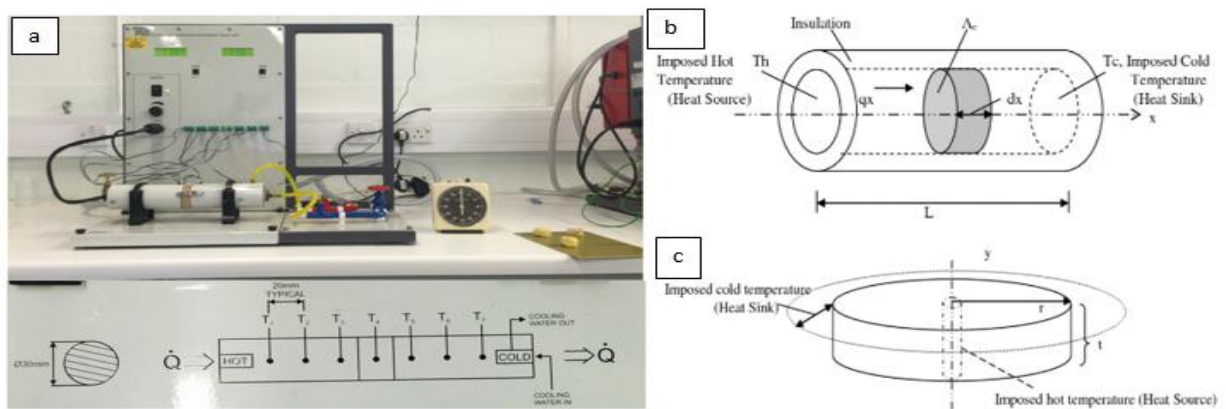 a
20mm
TYPICAL
T₁
T₂
T₃
T₄
T₅
T₆
T₇
COOLING
WATER OUT
Ø30mm
Q̇
HOT
COLD
Q̇
COOLING
WATER IN
b
Insulation
Imposed Hot
Temperature
(Heat Source)
Th
qx
dx
Tc, Imposed Cold
Temperature
(Heat Sink)
x
L
c
y
Imposed cold temperature
(Heat Sink)
r
t
Imposed hot temperature (Heat Source)